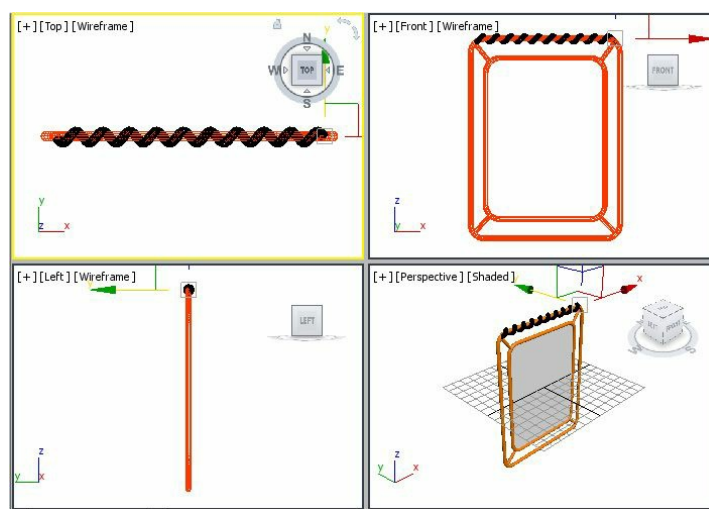 [+] [Top] [Wireframe]
N
W TOP E
S
y
y
z x
[+] [Front] [Wireframe]
FRONT
z
y x
[+] [Left] [Wireframe]
y
LEFT
z
y x
[+] [Perspective] [Shaded]
y x
z
y x